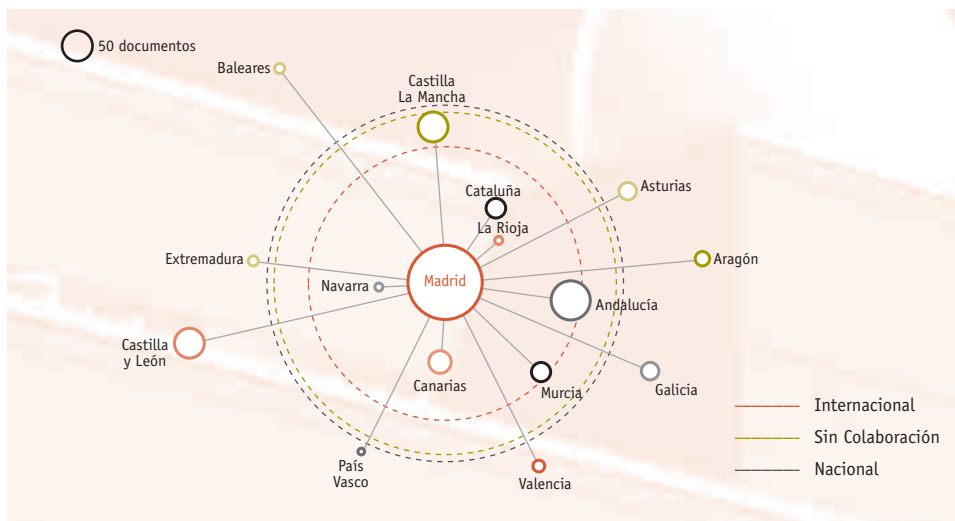 50 documentos
Baleares
Castilla
La Mancha
Cataluña
La Rioja
Asturias
Extremadura
Navarra
Madrid
Aragón
Andalucía
Castilla
y León
Canarias
Murcia
Galicia
País
Vasco
Valencia
Internacional
Sin Colaboración
Nacional